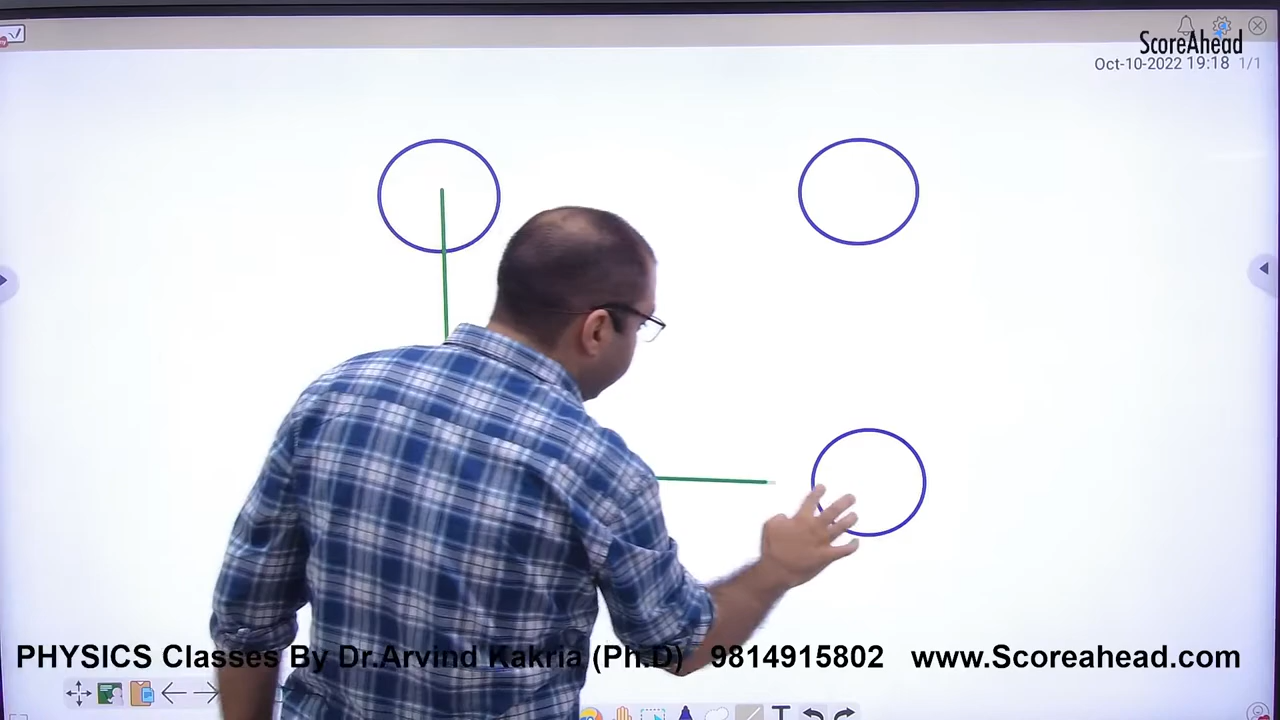 ScoreAhead
Oct-10-2022 19:18 1/1
PHYSICS Classes By Dr.Arvind Kakria (Ph.D) 9814915802 www.Scoreahead.com
T